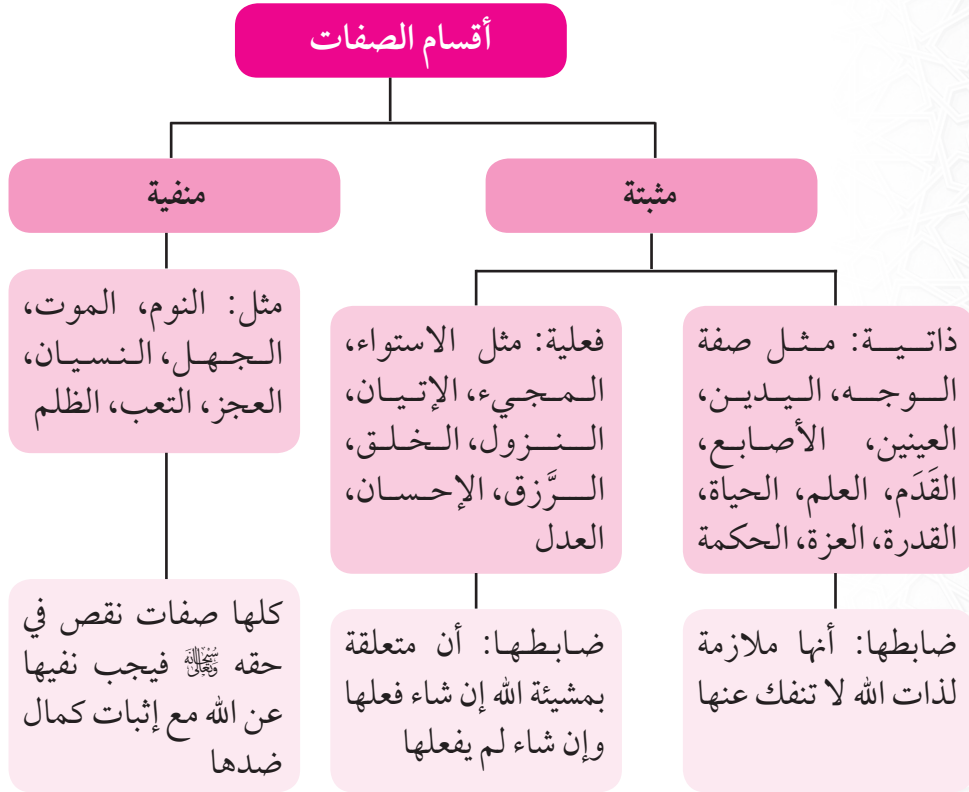 أقسام الصفات
مثبتة
منفية
ذاتية: مثل صفة
الوجه، اليدين،
العينين، الأصابع،
القَدَم، العلم، الحياة،
القدرة، العزة، الحكمة
فعلية: مثل الاستواء،
المجيء، الإتيان،
النزول، الخلق،
الرَّزق، الإحسان،
العدل
مثل: النوم، الموت،
الجهل، النسيان،
العجز، التعب، الظلم
ضابطها: أنها ملازمة
لذات الله لا تنفك عنها
ضابطها: أن متعلقة
بمشيئة الله إن شاء فعلها
وإن شاء لم يفعلها
كلها صفات نقص في
حقه فيجب نفيها
عن الله مع إثبات كمال
ضدها